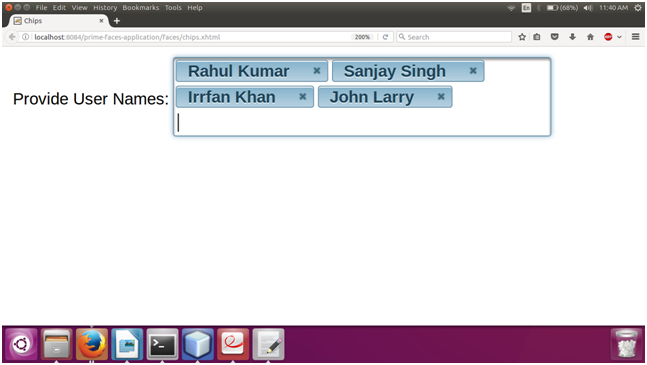 File Edit View History Bookmarks Tools Help
En (68%) 11:40 AM
Chips × +
localhost:8084/prime-faces-application/faces/chips.xhtml 200% Search ABP
Rahul Kumar × Sanjay Singh ×
Provide User Names: Irrfan Khan × John Larry ×